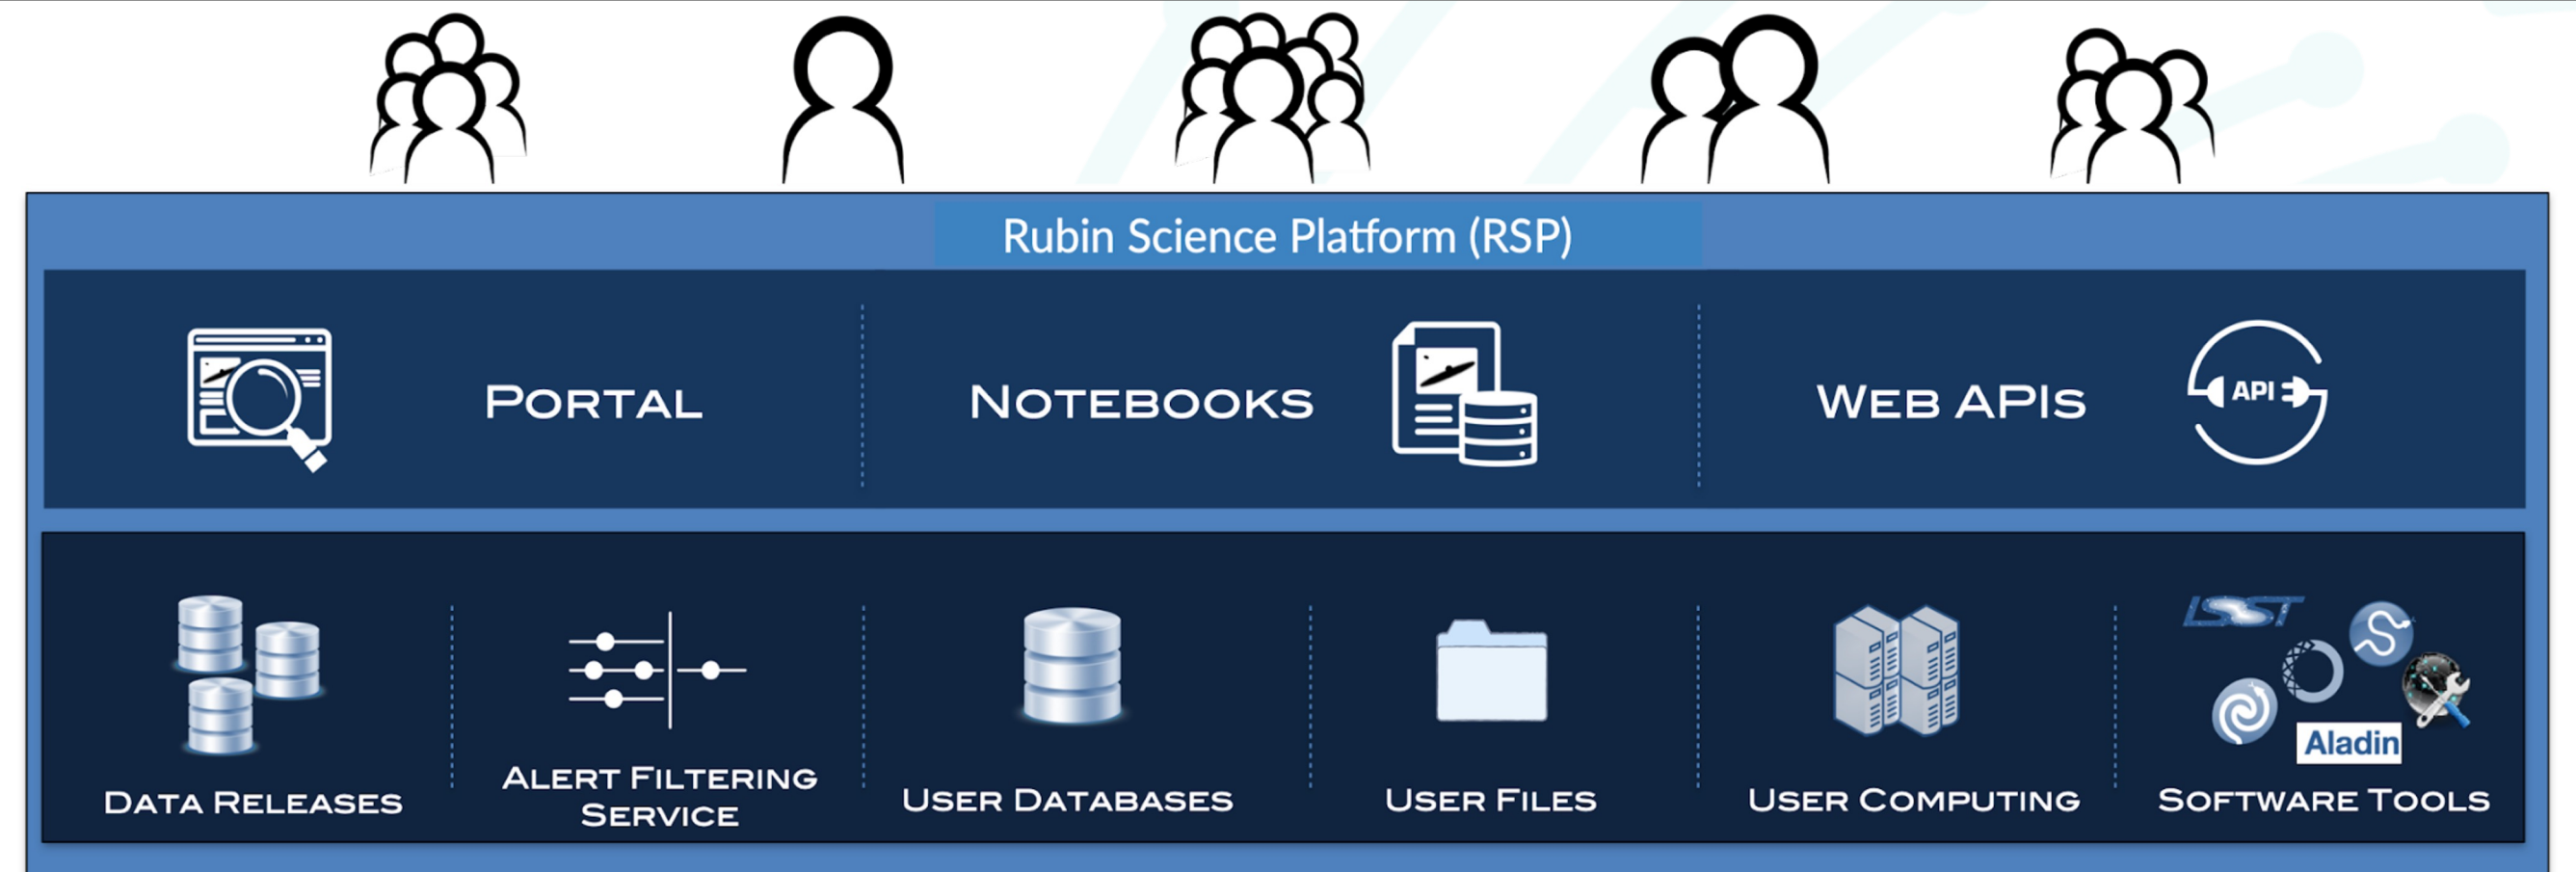 Rubin Science Platform (RSP)
PORTAL
NOTEBOOKS
WEB APIS
API
LSST
Aladin
DATA RELEASES
ALERT FILTERING
SERVICE
USER DATABASES
USER FILES
USER COMPUTING
SOFTWARE TOOLS